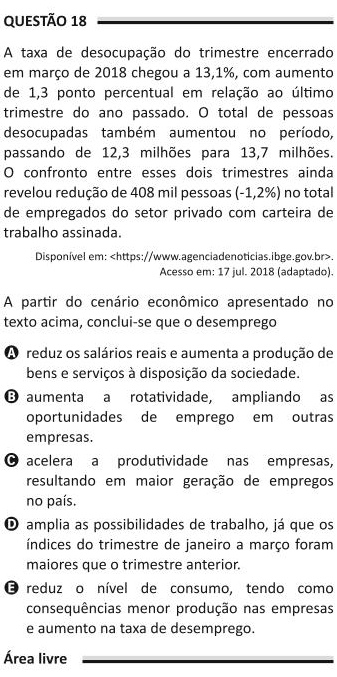 QUESTÃO 18
A taxa de desocupação do trimestre encerrado
em março de 2018 chegou a 13,1%, com aumento
de 1,3 ponto percentual em relação ao último
trimestre do ano passado. O total de pessoas
desocupadas também aumentou no período,
passando de 12,3 milhões para 13,7 milhões.
O confronto entre esses dois trimestres ainda
revelou redução de 408 mil pessoas (-1,2%) no total
de empregados do setor privado com carteira de
trabalho assinada.
Disponível em: <https://www.agenciadenoticias.ibge.gov.br>.
Acesso em: 17 jul. 2018 (adaptado).
A partir do cenário econômico apresentado no
texto acima, conclui-se que o desemprego
A reduz os salários reais e aumenta a produção de
bens e serviços à disposição da sociedade.
B aumenta a rotatividade, ampliando as
oportunidades de emprego em outras
empresas.
C acelera a produtividade nas empresas,
resultando em maior geração de empregos
no país.
D amplia as possibilidades de trabalho, já que os
índices do trimestre de janeiro a março foram
maiores que o trimestre anterior.
E reduz o nível de consumo, tendo como
consequências menor produção nas empresas
e aumento na taxa de desemprego.
Área livre